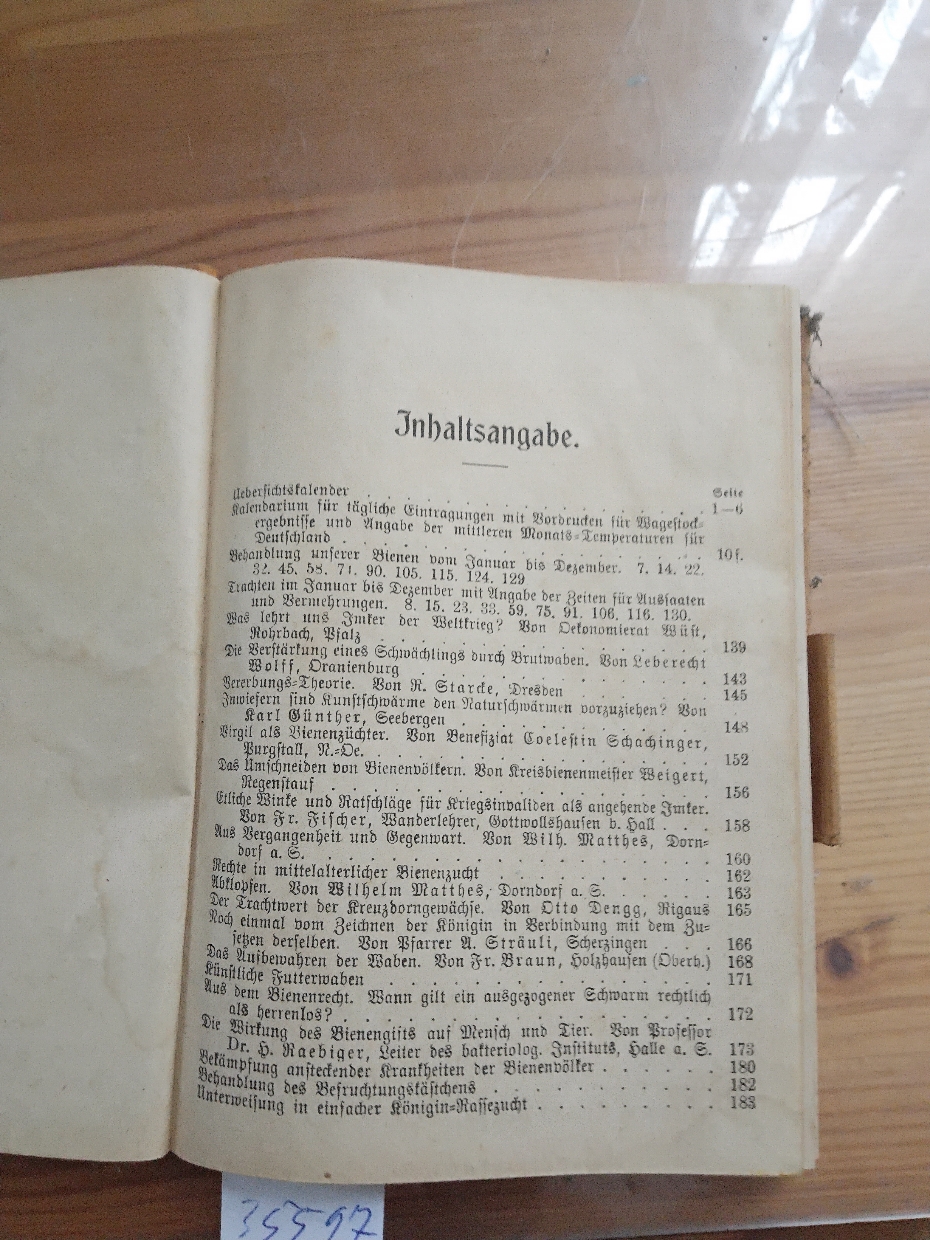 Inhaltsangabe.
Seite
Uebersichtskalender . . . . . . . . . . . . . . 1—6
Kalendarium für tägliche Eintragungen mit Vordrucken für Wagestock-
ergebnisse und Angabe der mittleren Monats-Temperaturen für
Deutschland . . . . . . . . . . . . . . 10f.
Behandlung unserer Bienen vom Januar bis Dezember. 7. 14. 22.
32. 45. 58. 71. 90. 105. 115. 124. 129
Trachten im Januar bis Dezember mit Angabe der Zeiten für Aussaaten
und Vermehrungen. 8. 15. 23. 33. 59. 75. 91. 106. 116. 130.
Was lehrt uns Imker der Weltkrieg? Von Oekonomierat Wüst,
Rohrbach, Pfalz . . . . . . . . . . . . . . 139
Die Verstärkung eines Schwächlings durch Brutwaben. Von Leberecht
Wolff, Oranienburg . . . . . . . . . . . . . 143
Vererbungs-Theorie. Von R. Starcke, Dresden . . . . . . 145
Inwiefern sind Kunstschwärme den Naturschwärmen vorzuziehen? Von
Karl Günther, Seebergen . . . . . . . . . . . 148
Virgil als Bienenzüchter. Von Benefiziat Coelestin Schachinger,
Purgstall, N.-Oe. . . . . . . . . . . . . . . 152
Das Umschneiden von Bienenvölkern. Von Kreisbienenmeister Weigert,
Regenstauf . . . . . . . . . . . . . . . 156
Etliche Winke und Ratschläge für Kriegsinvaliden als angehende Imker.
Von Fr. Fischer, Wanderlehrer, Gottwollshausen b. Hall . . . 158
Aus Vergangenheit und Gegenwart. Von Wilh. Matthes, Dorn-
dorf a. S. . . . . . . . . . . . . . . . 160
Rechte in mittelalterlicher Bienenzucht . . . . . . . . 162
Abklopfen. Von Wilhelm Matthes, Dorndorf a. S. . . . . 163
Der Trachtwert der Kreuzdorngewächse. Von Otto Dengg, Rigaus 165
Noch einmal vom Zeichnen der Königin in Verbindung mit dem Zu-
setzen derselben. Von Pfarrer A. Sträuli, Scherzingen . . . 166
Das Aufbewahren der Waben. Von Fr. Braun, Holzhausen (Oberh.) 168
Künstliche Futterwaben . . . . . . . . . . . . 171
Aus dem Bienenrecht. Wann gilt ein ausgezogener Schwarm rechtlich
als herrenlos? . . . . . . . . . . . . . . 172
Die Wirkung des Bienengifts auf Mensch und Tier. Von Professor
Dr. H. Raebiger, Leiter des bakteriolog. Instituts, Halle a. S. 173
Bekämpfung ansteckender Krankheiten der Bienenvölker . . . . . 180
Behandlung des Befruchtungskästchens . . . . . . . . 182
Unterweisung in einfacher Königin-Rassezucht . . . . . . 183
35597